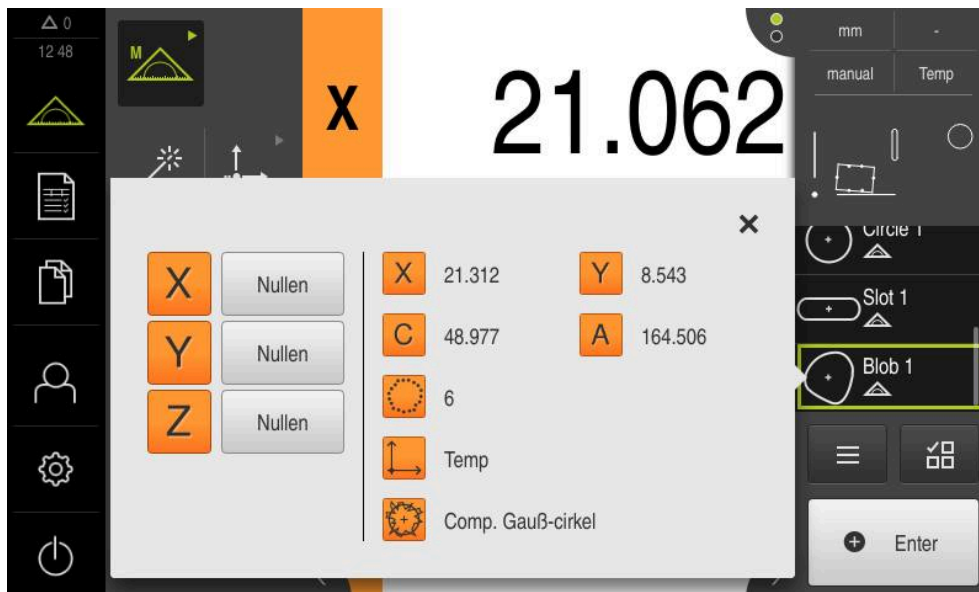 0
12 48
M
X
21.062
mm
-
manual
Temp
Circle 1
Slot 1
Blob 1
Enter
X
Nullen
Y
Nullen
Z
Nullen
X
21.312
Y
8.543
C
48.977
A
164.506
6
Temp
Comp. Gauß-cirkel